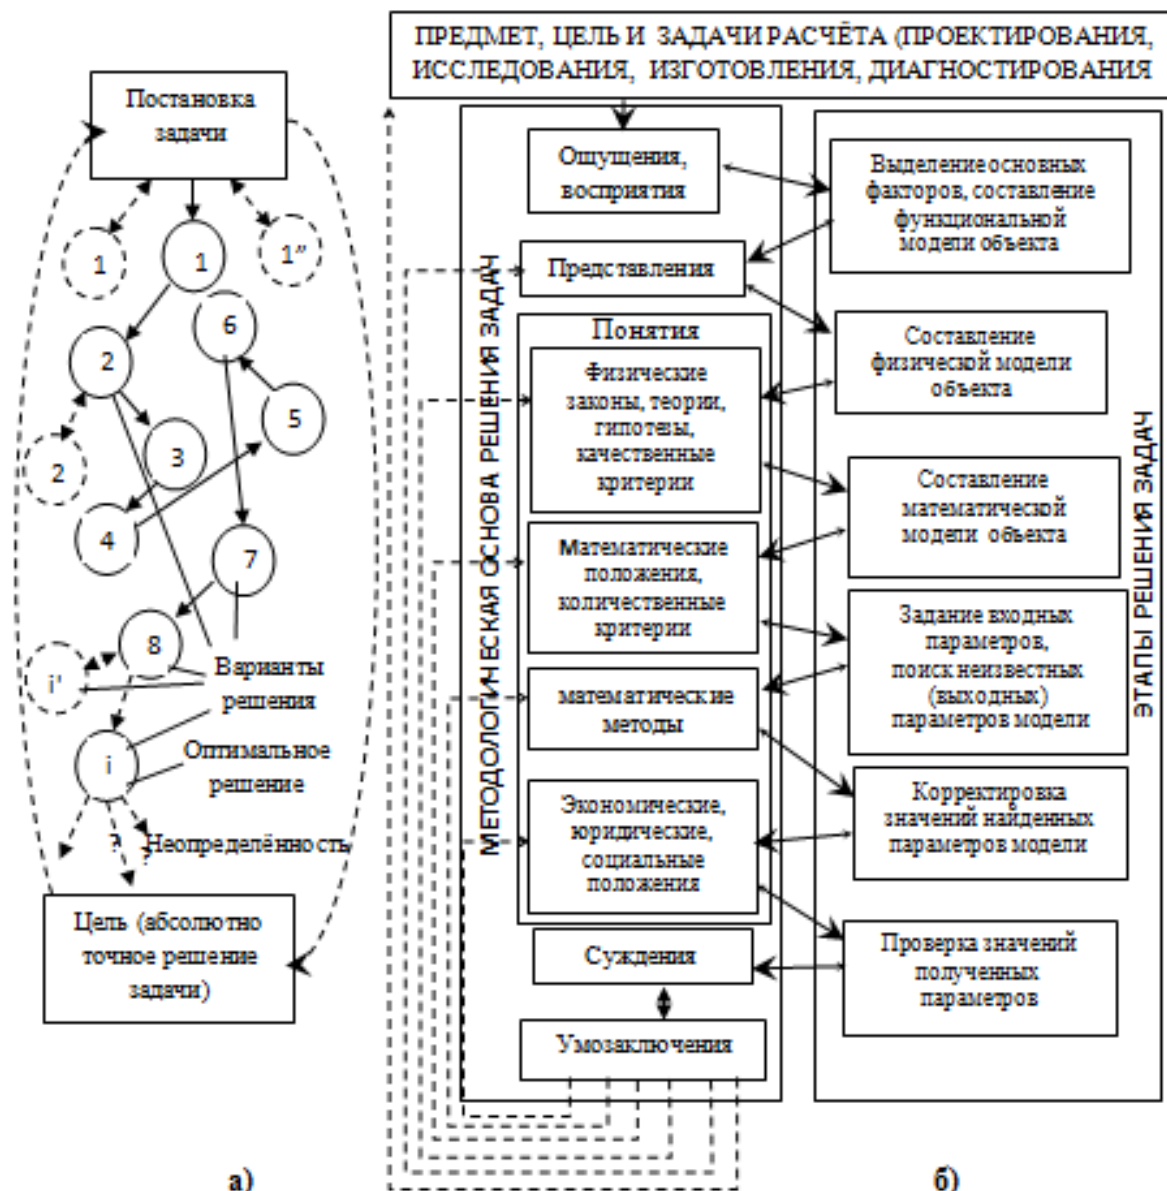 ПРЕДМЕТ, ЦЕЛЬ И ЗАДАЧИ РАСЧЁТА (ПРОЕКТИРОВАНИЯ,
ИССЛЕДОВАНИЯ, ИЗГОТОВЛЕНИЯ, ДИАГНОСТИРОВАНИЯ
Постановка
задачи
1
1
1"
2
6
5
2
3
4
7
8
i'
Варианты
решения
i
Оптимальное
решение
?
?
Неопределённость
Цель (абсолютно
точное решение
задачи)
а)
МЕТОДОЛОГИЧЕСКАЯ ОСНОВА РЕШЕНИЯ ЗАДАЧ
Ощущения,
восприятия
Представления
Понятия
Физические
законы, теории,
гипотезы,
качественные
критерии
Математические
положения,
количественные
критерии
математические
методы
Экономические,
юридические,
социальные
положения
Суждения
Умозаключения
Выделение основных
факторов, составление
функциональной
модели объекта
Составление
физической модели
объекта
Составление
математической
модели объекта
Задание входных
параметров,
поиск неизвестных
(выходных)
параметров модели
Корректировка
значений найденных
параметров модели
Проверка значений
полученных
параметров
ЭТАПЫ РЕШЕНИЯ ЗАДАЧ
б)